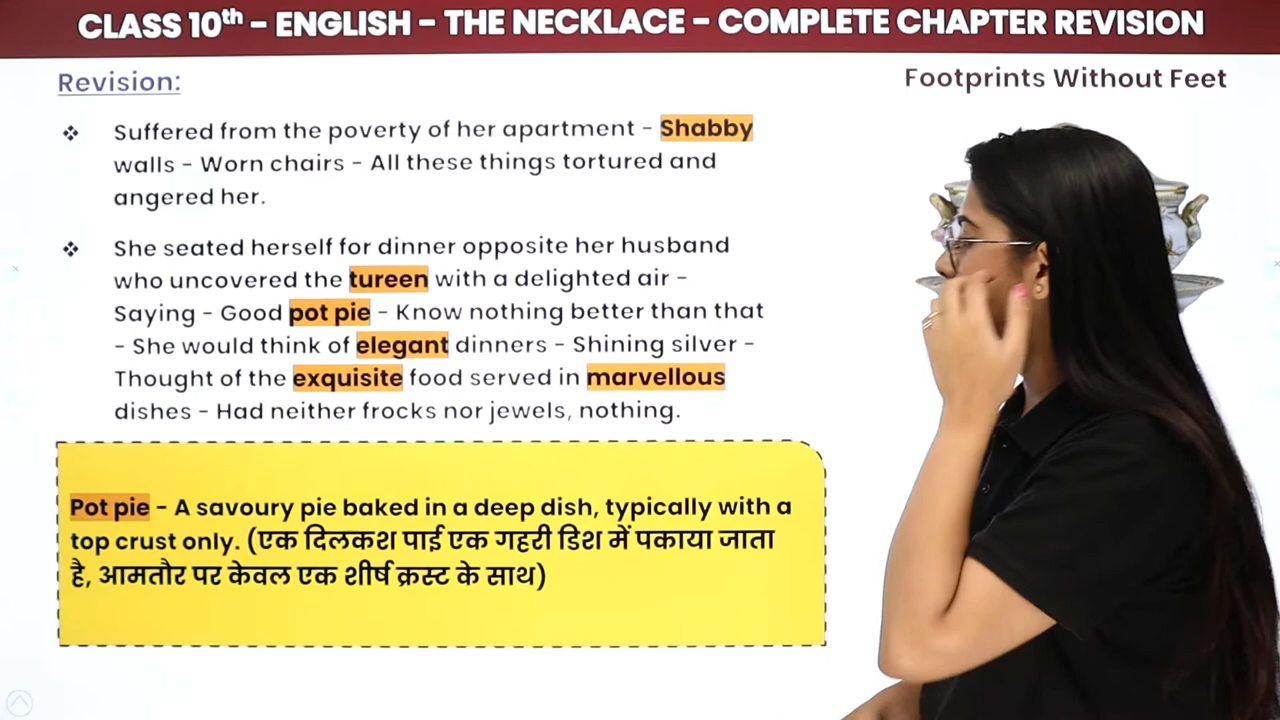 CLASS 10th – ENGLISH – THE NECKLACE – COMPLETE CHAPTER REVISION
Revision:
Footprints Without Feet
❖ Suffered from the poverty of her apartment – Shabby
walls – Worn chairs – All these things tortured and
angered her.
❖ She seated herself for dinner opposite her husband
who uncovered the tureen with a delighted air –
Saying – Good pot pie – Know nothing better than that
– She would think of elegant dinners – Shining silver –
Thought of the exquisite food served in marvellous
dishes – Had neither frocks nor jewels, nothing.
Pot pie – A savoury pie baked in a deep dish, typically with a
top crust only. (एक दिलकश पाई एक गहरी डिश में पकाया जाता
है, आमतौर पर केवल एक शीर्ष क्रस्ट के साथ)